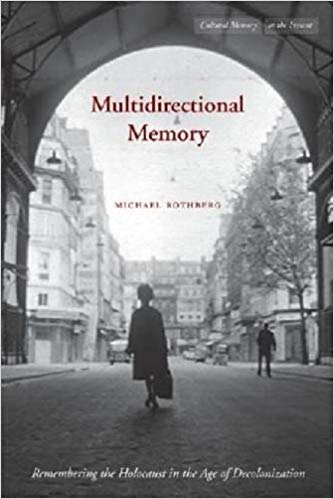 Cultural Memory in the Present
Multidirectional
Memory
MICHAEL ROTHBERG
Remembering the Holocaust in the Age of Decolonization